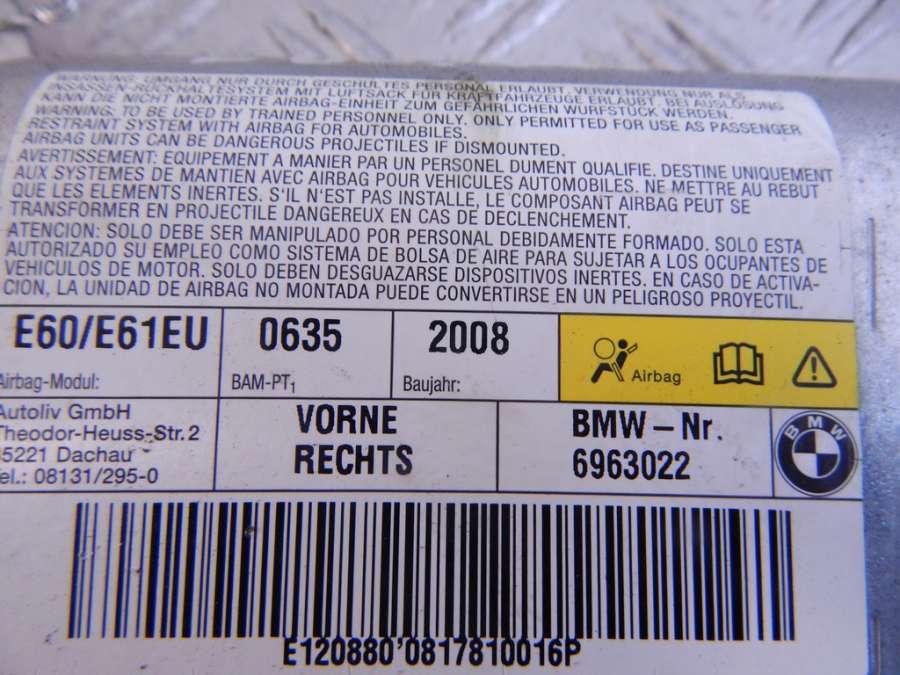 WARNUNG: UMGANG NUR DURCH GESCHULTES PERSONAL ERLAUBT. VERWENDUNG NUR ALS
INSASSEN-RÜCKHALTESYSTEM MIT LUFTSACK FÜR KRAFTFAHRZEUGE ERLAUBT. BEI AUSLÖSUNG
KANN DIE NICHT MONTIERTE AIRBAG-EINHEIT ZUM GEFÄHRLICHEN WURFSTÜCK WERDEN.
WARNING: TO BE USED BY TRAINED PERSONNEL ONLY. ONLY PERMITTED FOR USE AS PASSENGER
RESTRAINT SYSTEM WITH AIRBAG FOR AUTOMOBILES.
AIRBAG UNITS CAN BE DANGEROUS PROJECTILES IF DISMOUNTED.
AVERTISSEMENT: EQUIPEMENT A MANIER PAR UN PERSONEL DUMENT QUALIFIE. DESTINE UNIQUEMENT
AUX SYSTEMES DE MANTIEN AVEC AIRBAG POUR VEHICULES AUTOMOBILES. NE METTRE AU REBUT
QUE LES ELEMENTS INERTES. S'IL N'EST PAS INSTALLE, LE COMPOSANT AIRBAG PEUT SE
TRANSFORMER EN PROJECTILE DANGEREUX EN CAS DE DECLENCHEMENT.
ATENCION: SOLO DEBE SER MANIPULADO POR PERSONAL DEBIDAMENTE FORMADO. SOLO ESTA
AUTORIZADO SU EMPLEO COMO SISTEMA DE BOLSA DE AIRE PARA SUJETAR A LOS OCUPANTES DE
VEHICULOS DE MOTOR. SOLO DEBEN DESGUAZARSE DISPOSITIVOS INERTES. EN CASO DE ACTIVA-
CION, LA UNIDAD DE AIRBAG NO MONTADA PUEDE CONVERTIRSE EN UN PELIGROSO PROYECTIL.
E60/E61EU 0635 2008
Airbag-Modul: BAM-PT1 Baujahr: Airbag
Autoliv GmbH
Theodor-Heuss-Str. 2
85221 Dachau
Tel.: 08131/295-0
VORNE
RECHTS
BMW-Nr.
6963022
BMW
E120880'0817810016P